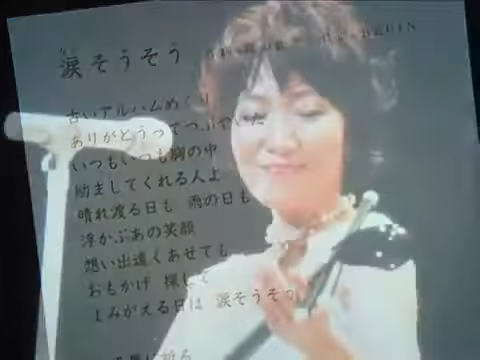 涙そうそう
古いアルバムめくり
ありがとうってつぶやいた
いつもいつも胸の中
励ましてくれる人よ
晴れ渡る日も 雨の日も
浮かぶあの笑顔
想い出遠くあせても
おもかげ 探して
よみがえる日は 涙そうそう